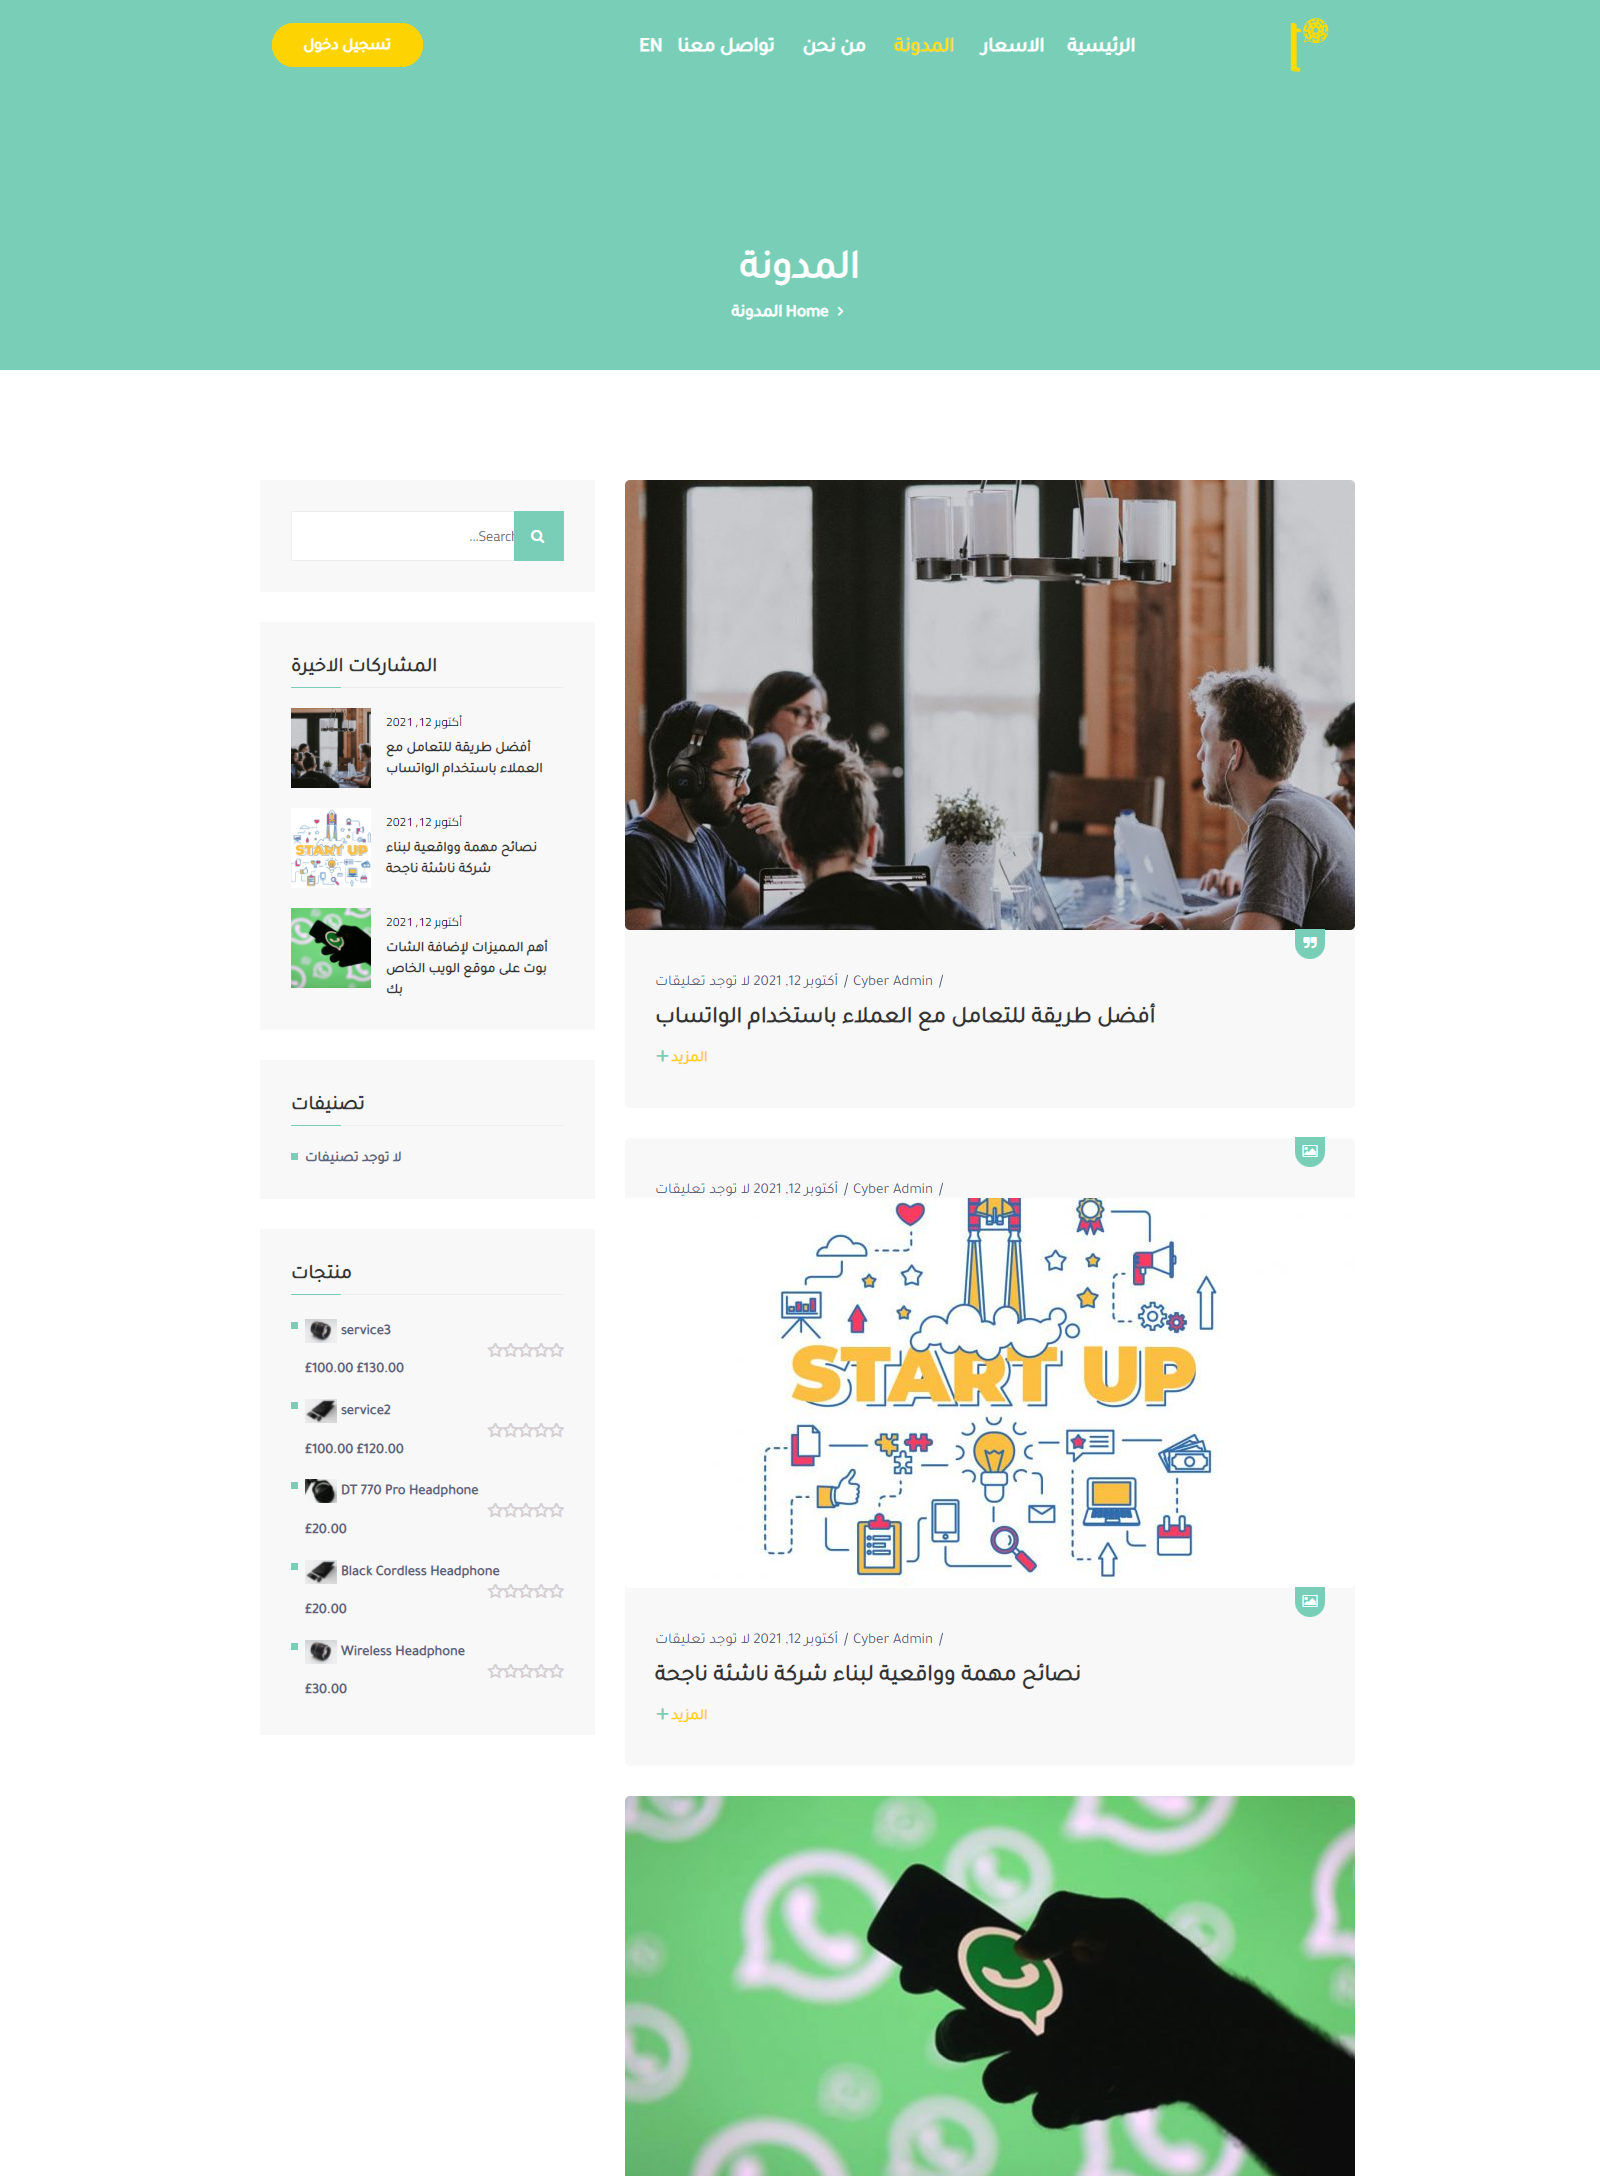 الرئيسية
الاسعار
المدونة
من نحن
تواصل معنا
EN
تسجيل دخول
المدونة
المدونة Home
أكتوبر 12, 2021 لا توجد تعليقات / Cyber Admin /
أفضل طريقة للتعامل مع العملاء باستخدام الواتساب
المزيد+
أكتوبر 12, 2021 لا توجد تعليقات / Cyber Admin /
START UP
أكتوبر 12, 2021 لا توجد تعليقات / Cyber Admin /
نصائح مهمة وواقعية لبناء شركة ناشئة ناجحة
المزيد+
Search...
المشاركات الاخيرة
أكتوبر 12, 2021
أفضل طريقة للتعامل مع
العملاء باستخدام الواتساب
START UP
أكتوبر 12, 2021
نصائح مهمة وواقعية لبناء
شركة ناشئة ناجحة
أكتوبر 12, 2021
أهم المميزات لإضافة الشات
بوت على موقع الويب الخاص
بك
تصنيفات
لا توجد تصنيفات
منتجات
service3
£100.00 £130.00
service2
£100.00 £120.00
DT 770 Pro Headphone
£20.00
Black Cordless Headphone
£20.00
Wireless Headphone
£30.00